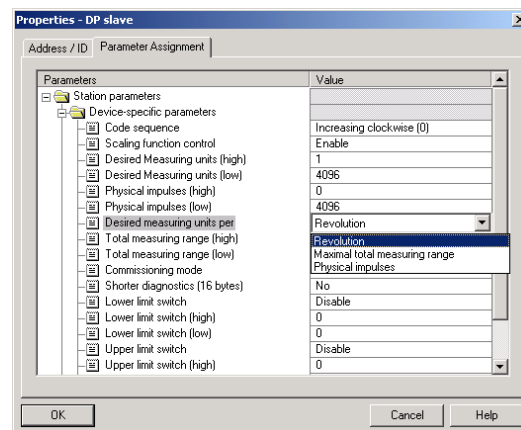 Properties - DP slave
Address / ID Parameter Assignment
Parameters Value
Station parameters
Device-specific parameters
Code sequence Increasing clockwise (0)
Scaling function control Enable
Desired Measuring units (high) 1
Desired Measuring units (low) 4096
Physical impulses (high) 0
Physical impulses (low) 4096
Desired measuring units per Revolution
Total measuring range (high) Revolution
Total measuring range (low) Maximal total measuring range
Commissioning mode Physical impulses
Shorter diagnostics (16 bytes) No
Lower limit switch Disable
Lower limit switch (high) 0
Lower limit switch (low) 0
Upper limit switch Disable
Upper limit switch (high) 0
OK Cancel Help